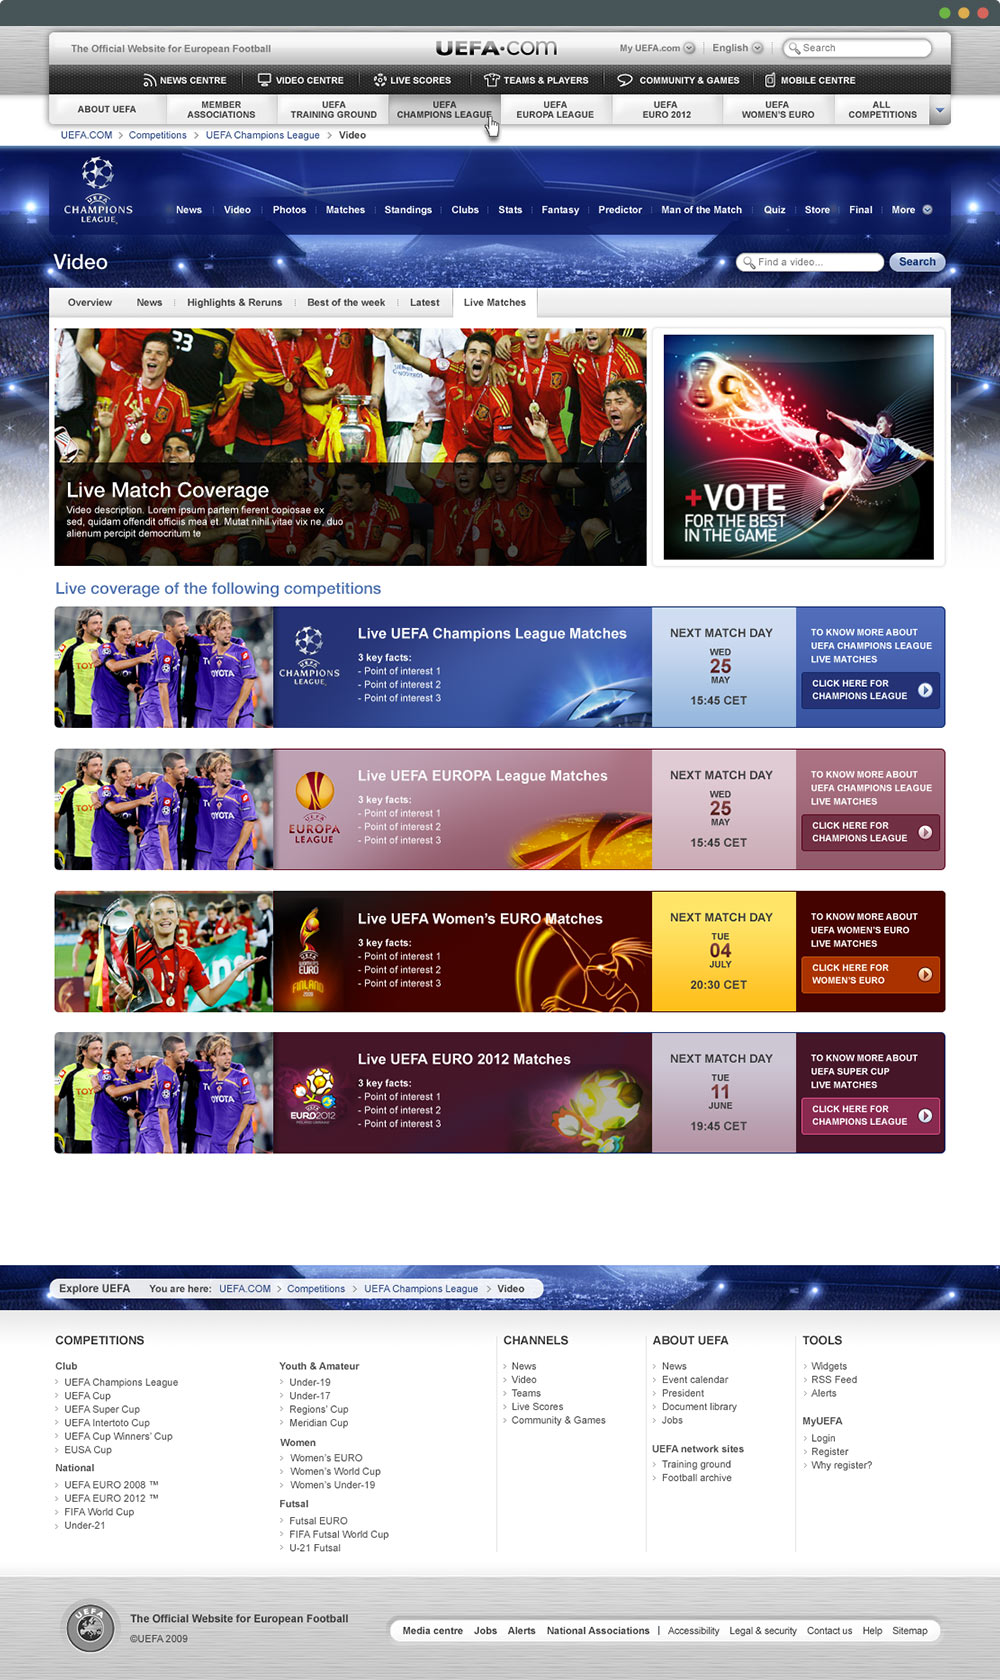 The Official Website for European Football
UEFA.com
My UEFA.com
English
Search
NEWS CENTRE
VIDEO CENTRE
LIVE SCORES
TEAMS & PLAYERS
COMMUNITY & GAMES
MOBILE CENTRE
ABOUT UEFA
MEMBER
ASSOCIATIONS
UEFA
TRAINING GROUND
UEFA
CHAMPIONS LEAGUE
UEFA
EUROPA LEAGUE
UEFA
EURO 2012
UEFA
WOMEN'S EURO
ALL
COMPETITIONS
UEFA.COM > Competitions > UEFA Champions League > Video
UEFA
CHAMPIONS
LEAGUE
News Video Photos Matches Standings Clubs Stats Fantasy Predictor Man of the Match Quiz Store Final More
Video
Find a video...
Search
Overview News Highlights & Reruns Best of the week Latest Live Matches
23
Live Match Coverage
Video description. Lorem ipsum partem fierent copiosae ex
sed, quidam offendit officiis mea et. Mutat nihil vitae vix ne, duo
alienum percipit democritum te
+VOTE
FOR THE BEST
IN THE GAME
Live coverage of the following competitions
TOYO
UEFA
CHAMPIONS
LEAGUE
Live UEFA Champions League Matches
3 key facts:
- Point of interest 1
- Point of interest 2
- Point of interest 3
NEXT MATCH DAY
WED
25
MAY
15:45 CET
TO KNOW MORE ABOUT
UEFA CHAMPIONS LEAGUE
LIVE MATCHES
CLICK HERE FOR
CHAMPIONS LEAGUE
TOYO
UEFA
EUROPA
LEAGUE
Live UEFA EUROPA League Matches
3 key facts:
- Point of interest 1
- Point of interest 2
- Point of interest 3
NEXT MATCH DAY
WED
25
MAY
15:45 CET
TO KNOW MORE ABOUT
UEFA CHAMPIONS LEAGUE
LIVE MATCHES
CLICK HERE FOR
CHAMPIONS LEAGUE
WOMEN'S
EURO
FINLAND
2009
Live UEFA Women's EURO Matches
3 key facts:
- Point of interest 1
- Point of interest 2
- Point of interest 3
NEXT MATCH DAY
TUE
04
JULY
20:30 CET
TO KNOW MORE ABOUT
UEFA WOMEN'S EURO
LIVE MATCHES
CLICK HERE FOR
WOMEN'S EURO
TOYO
UEFA
EURO2012
POLAND-UKRAINE
Live UEFA EURO 2012 Matches
3 key facts:
- Point of interest 1
- Point of interest 2
- Point of interest 3
NEXT MATCH DAY
TUE
11
JUNE
19:45 CET
TO KNOW MORE ABOUT
UEFA SUPER CUP
LIVE MATCHES
CLICK HERE FOR
CHAMPIONS LEAGUE
Explore UEFA You are here: UEFA.COM > Competitions > UEFA Champions League > Video
COMPETITIONS
Club
UEFA Champions League
UEFA Cup
UEFA Super Cup
UEFA Intertoto Cup
UEFA Cup Winners' Cup
EUSA Cup
National
UEFA EURO 2008 ™
UEFA EURO 2012 ™
FIFA World Cup
Under-21
Youth & Amateur
Under-19
Under-17
Regions' Cup
Meridian Cup
Women
Women's EURO
Women's World Cup
Women's Under-19
Futsal
Futsal EURO
FIFA Futsal World Cup
U-21 Futsal
CHANNELS
News
Video
Teams
Live Scores
Community & Games
ABOUT UEFA
News
Event calendar
President
Document library
Jobs
UEFA network sites
Training ground
Football archive
TOOLS
Widgets
RSS Feed
Alerts
MyUEFA
Login
Register
Why register?
UEFA
The Official Website for European Football
©UEFA 2009
Media centre Jobs Alerts National Associations | Accessibility Legal & security Contact us Help Sitemap